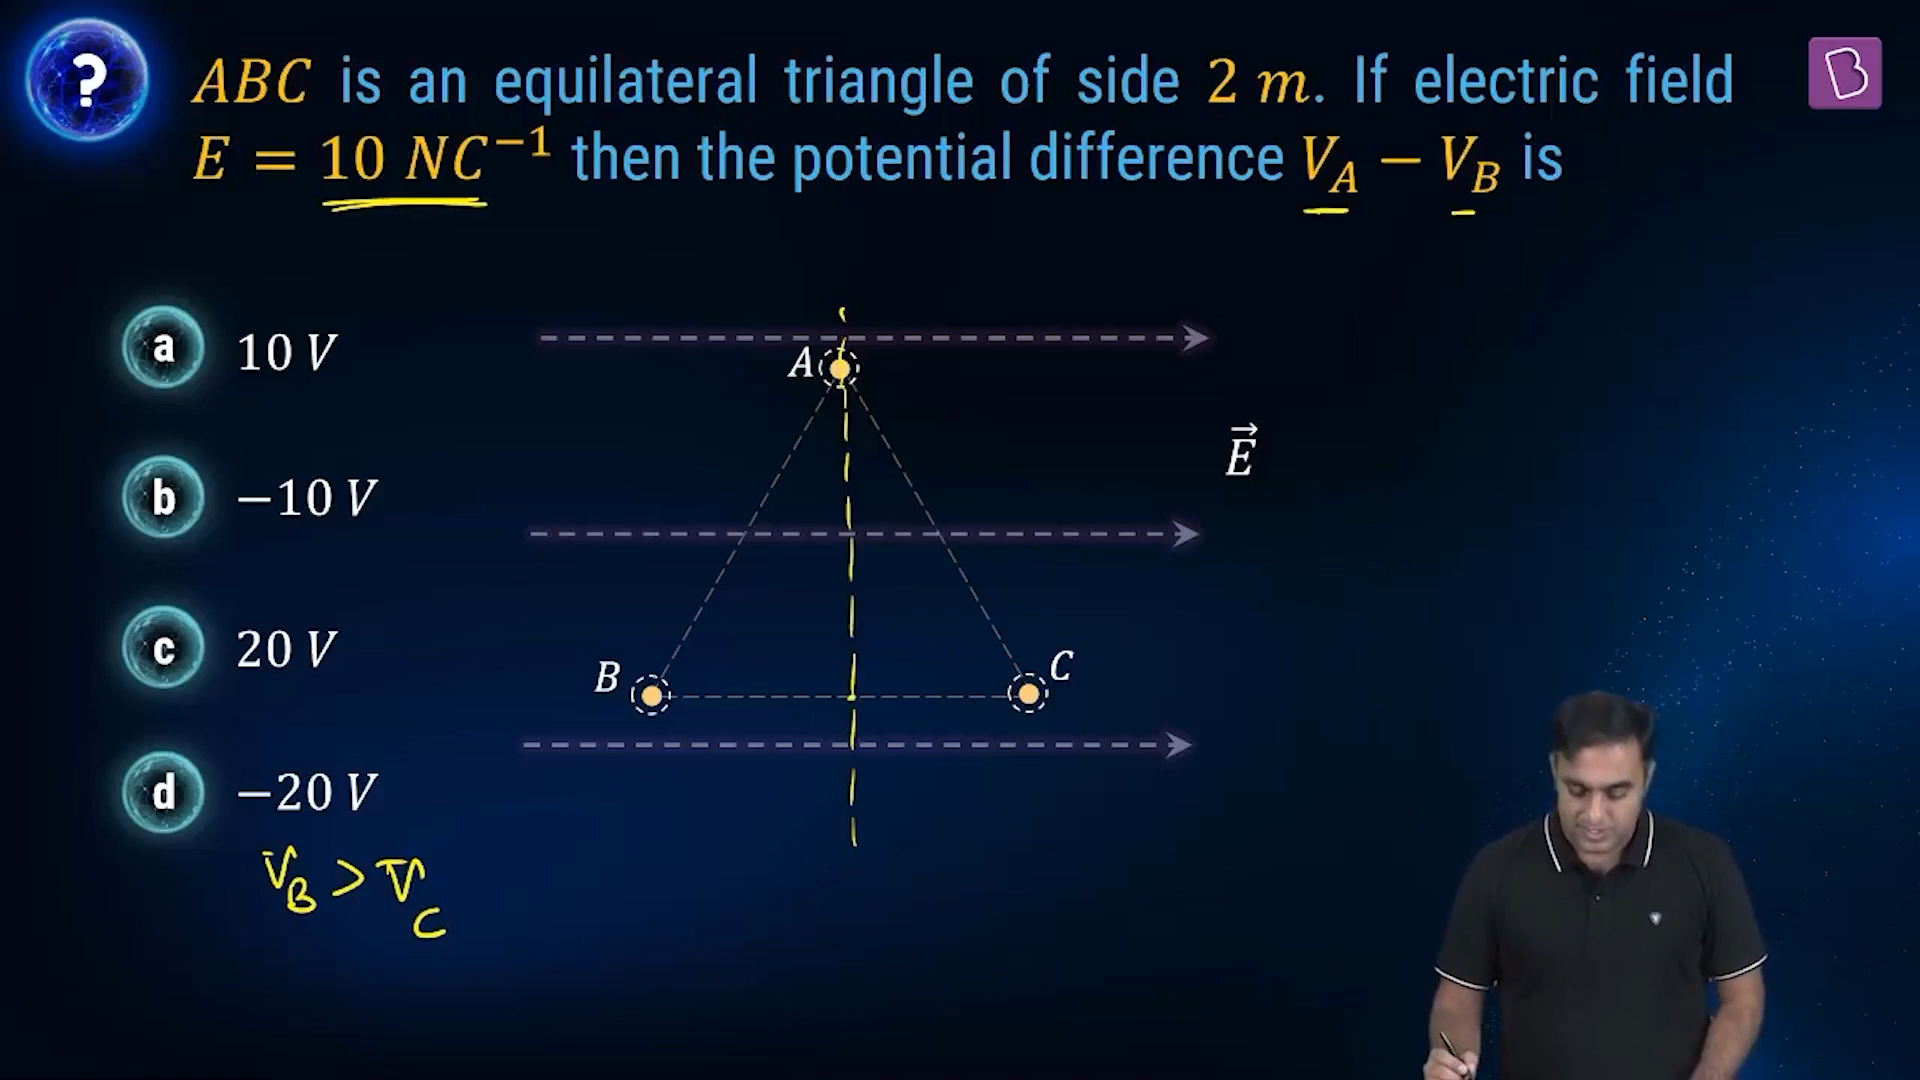 ?
ABC is an equilateral triangle of side 2 m. If electric field
E = 10 NC⁻¹ then the potential difference V_A − V_B is
B
a 10 V
b −10 V
c 20 V
d −20 V
A
E⃗
B
C
V_B > V_C